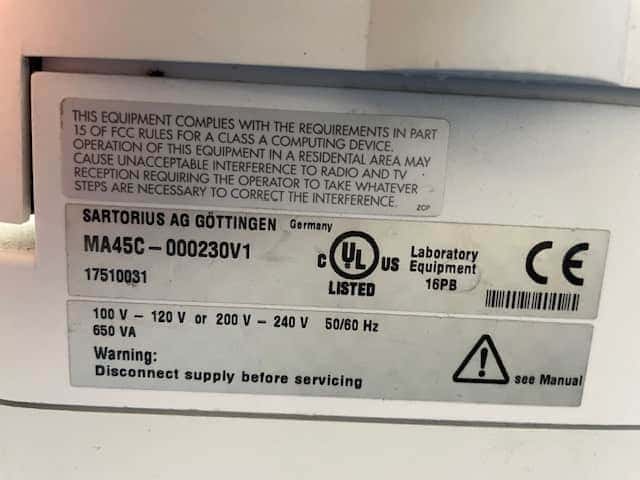 THIS EQUIPMENT COMPLIES WITH THE REQUIREMENTS IN PART
15 OF FCC RULES FOR A CLASS A COMPUTING DEVICE.
OPERATION OF THIS EQUIPMENT IN A RESIDENTAL AREA MAY
CAUSE UNACCEPTABLE INTERFERENCE TO RADIO AND TV
RECEPTION REQUIRING THE OPERATOR TO TAKE WHATEVER
STEPS ARE NECESSARY TO CORRECT THE INTERFERENCE.
ZCP
SARTORIUS AG GÖTTINGEN Germany
MA45C-000230V1
17510031
C UL US
LISTED
Laboratory
Equipment
16PB
CE
100 V - 120 V or 200 V - 240 V 50/60 Hz
650 VA
Warning:
Disconnect supply before servicing
see Manual